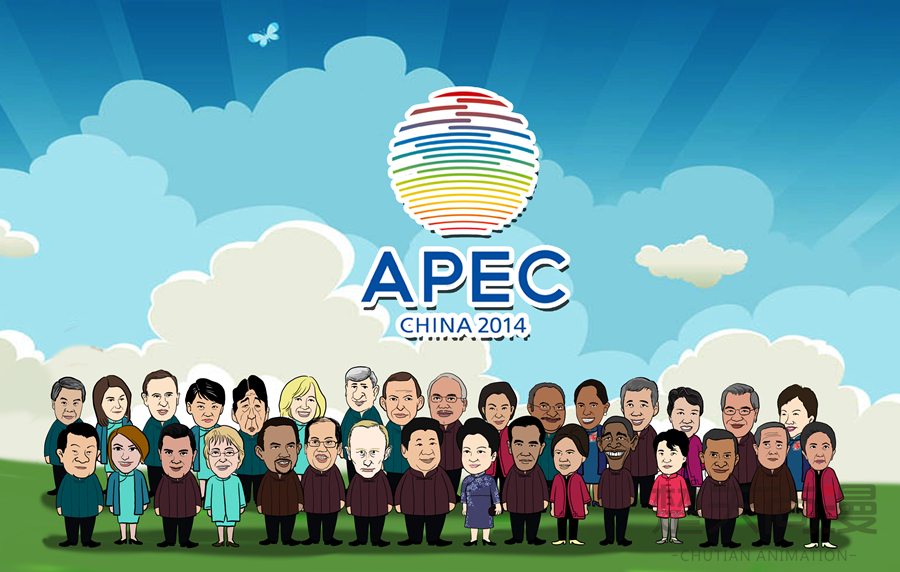 APEC
CHINA 2014
-CHUTIAN ANIMATION-